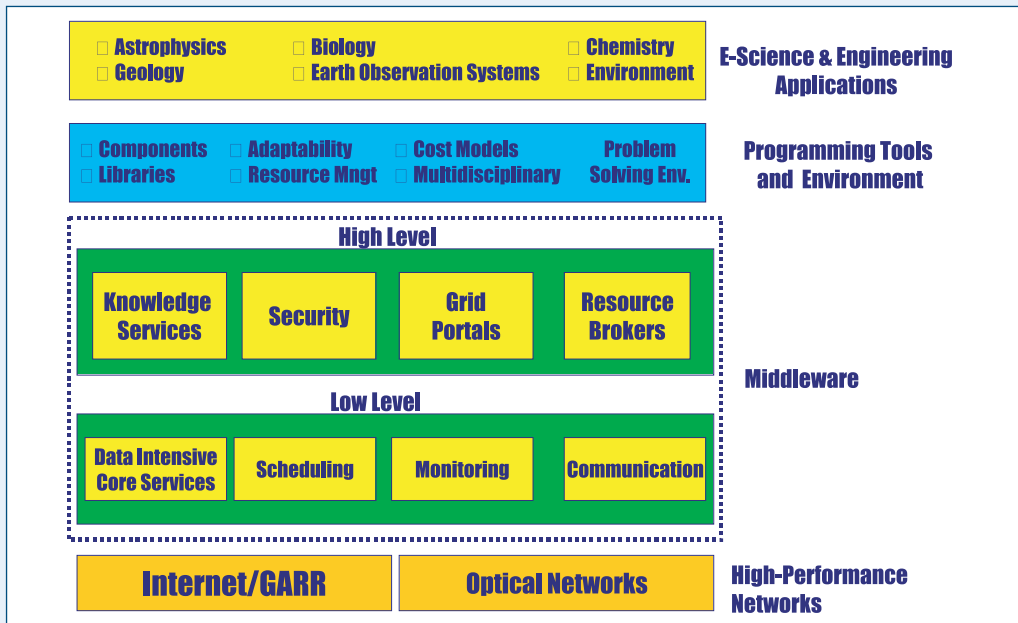 □ Astrophysics □ Biology □ Chemistry
□ Geology □ Earth Observation Systems □ Environment
E-Science & Engineering
Applications
□ Components □ Adaptability □ Cost Models Problem
□ Libraries □ Resource Mngt □ Multidisciplinary Solving Env.
Programming Tools
and Environment
High Level
Knowledge
Services
Security
Grid
Portals
Resource
Brokers
Middleware
Low Level
Data Intensive
Core Services
Scheduling
Monitoring
Communication
Internet/GARR
Optical Networks
High-Performance
Networks